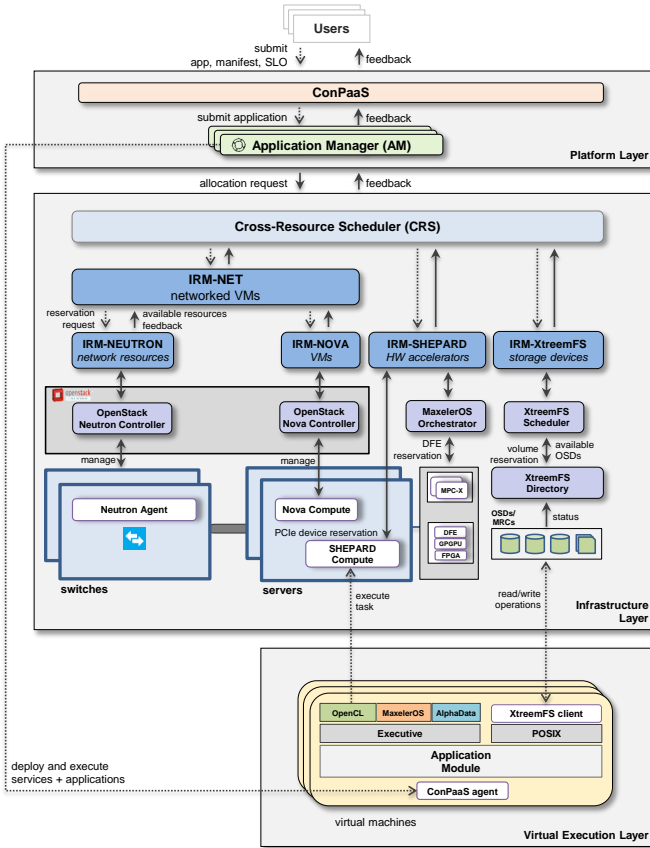 Users
submit
app, manifest, SLO
feedback
ConPaaS
submit application
feedback
Application Manager (AM)
Platform Layer
allocation request
feedback
Cross-Resource Scheduler (CRS)
IRM-NET
networked VMs
reservation
request
available resources
feedback
IRM-NEUTRON
network resources
IRM-NOVA
VMs
IRM-SHEPARD
HW accelerators
IRM-XtreemFS
storage devices
openstack
OpenStack
Neutron Controller
OpenStack
Nova Controller
MaxelerOS
Orchestrator
XtreemFS
Scheduler
manage
manage
DFE
reservation
volume
reservation
available
OSDs
XtreemFS
Directory
Neutron Agent
Nova Compute
MPC-X
PCIe device reservation
SHEPARD
Compute
DFE
GPGPU
FPGA
OSDs/
MRCs
status
switches
servers
execute
task
read/write
operations
Infrastructure
Layer
OpenCL
MaxelerOS
AlphaData
XtreemFS client
Executive
POSIX
Application
Module
deploy and execute
services + applications
ConPaaS agent
virtual machines
Virtual Execution Layer